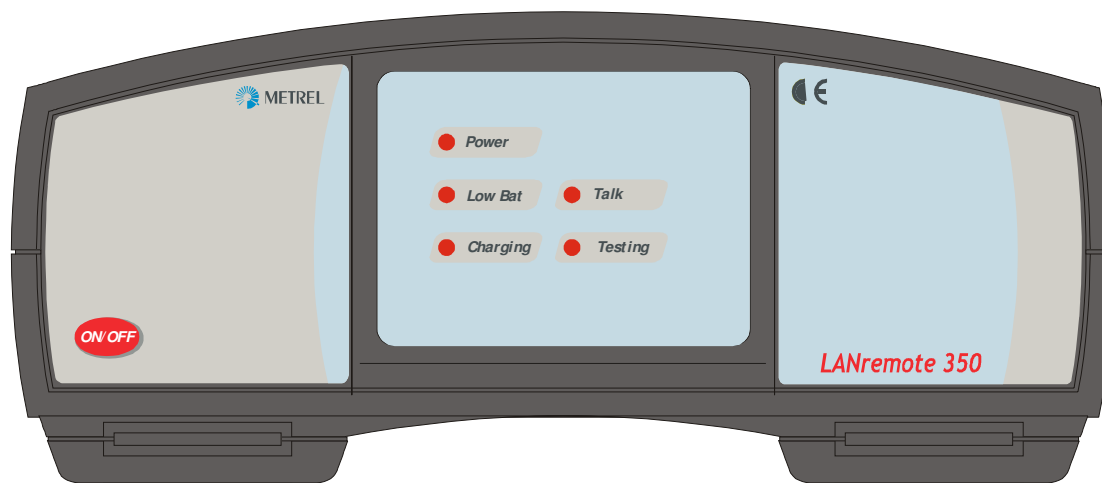 METREL
CE
Power
Low Bat
Talk
Charging
Testing
ON/OFF
LANremote 350